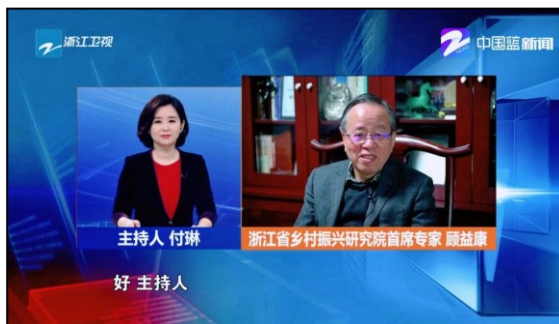 浙江卫视
中国蓝新闻
主持人 付琳
浙江省乡村振兴研究院首席专家 顾益康
好 主持人